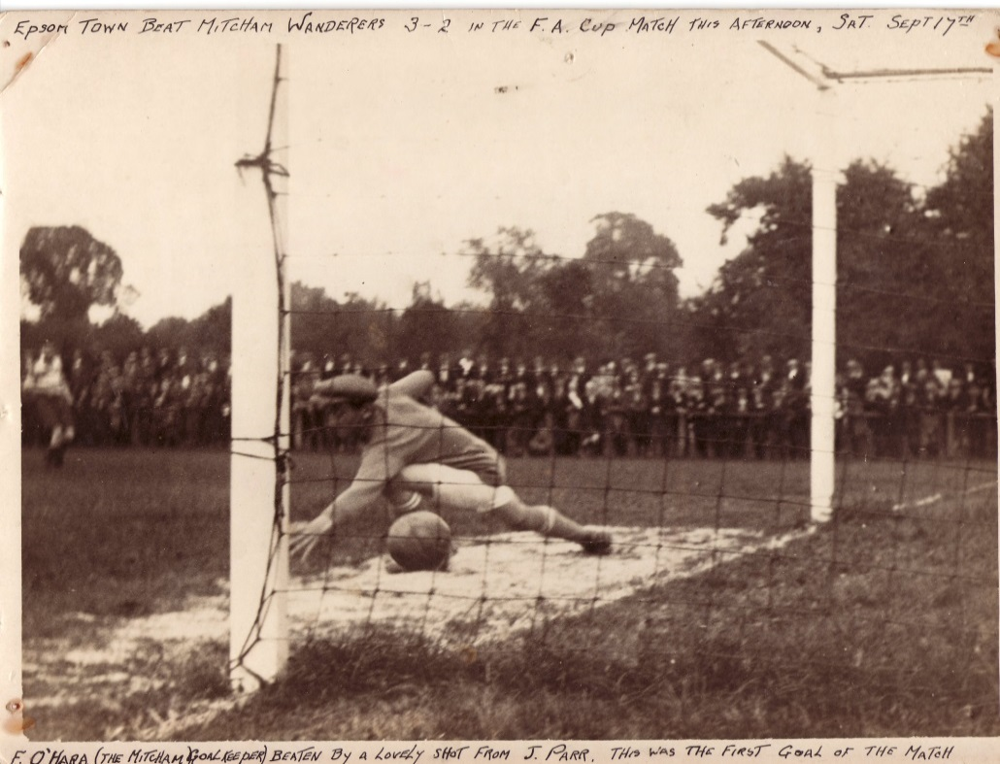 EPSOM TOWN BEAT MITCHAM WANDERERS 3-2 IN THE F.A. CUP MATCH THIS AFTERNOON, SAT. SEPT 17TH
F. O'HARA (THE MITCHAM GOALKEEPER) BEATEN BY A LOVELY SHOT FROM J. PARR. THIS WAS THE FIRST GOAL OF THE MATCH